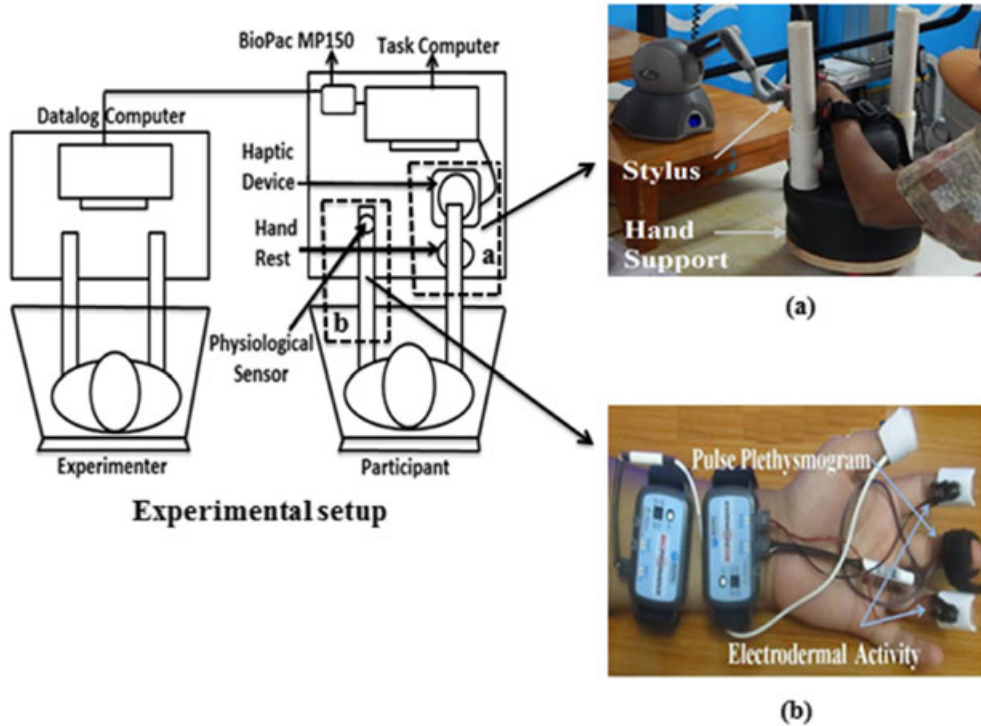 BioPac MP150
Task Computer
Datalog Computer
Haptic
Device
Hand
Rest
a
b
Physiological
Sensor
Experimenter
Participant
Experimental setup
Stylus
Hand
Support
(a)
Pulse Plethysmogram
Electrodermal Activity
(b)